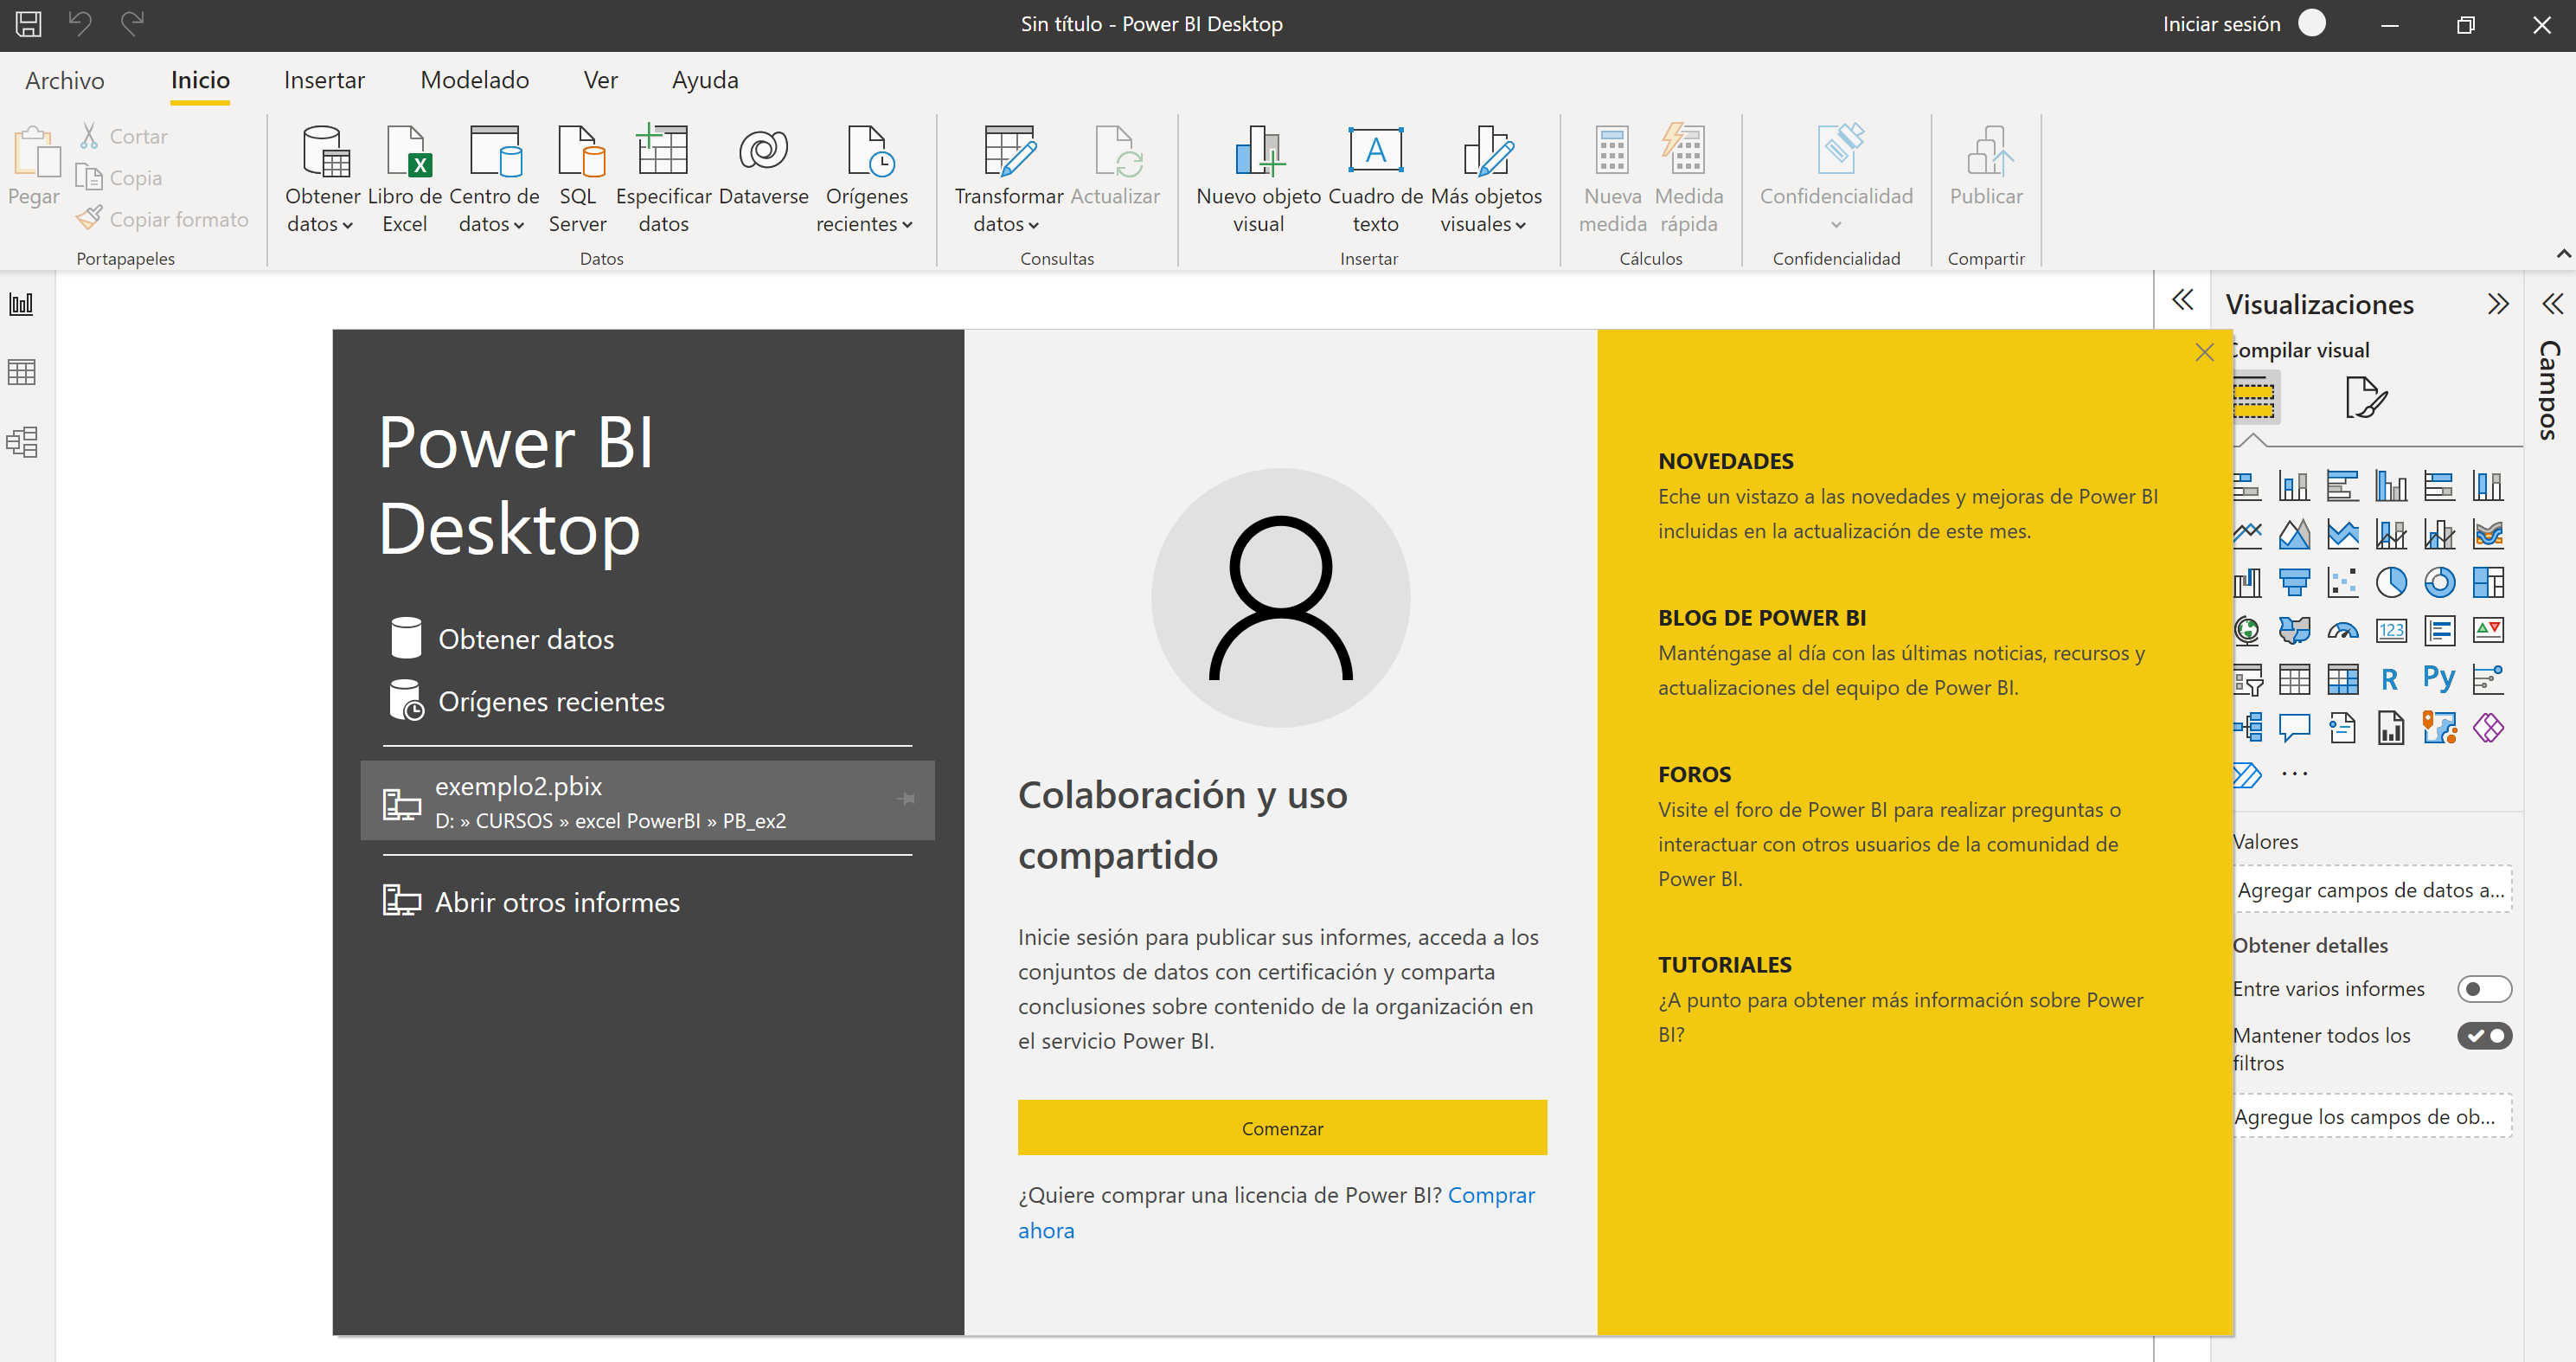 Sin título - Power BI Desktop
Iniciar sesión
Archivo
Inicio
Insertar
Modelado
Ver
Ayuda
Pegar
Cortar
Copia
Copiar formato
Portapapeles
Obtener
datos
Libro de
Excel
Centro de
datos
SQL
Server
Especificar
datos
Dataverse
Orígenes
recientes
Datos
Transformar
datos
Actualizar
Consultas
Nuevo objeto
visual
A
Cuadro de
texto
Más objetos
visuales
Insertar
Nueva
medida
Medida
rápida
Cálculos
Confidencialidad
Confidencialidad
Publicar
Compartir
Power BI
Desktop
Obtener datos
Orígenes recientes
exemplo2.pbix
D: » CURSOS » excel PowerBI » PB_ex2
Abrir otros informes
Colaboración y uso
compartido
Inicie sesión para publicar sus informes, acceda a los
conjuntos de datos con certificación y comparta
conclusiones sobre contenido de la organización en
el servicio Power BI.
Comenzar
¿Quiere comprar una licencia de Power BI? Comprar
ahora
NOVEDADES
Eche un vistazo a las novedades y mejoras de Power BI
incluidas en la actualización de este mes.
BLOG DE POWER BI
Manténgase al día con las últimas noticias, recursos y
actualizaciones del equipo de Power BI.
FOROS
Visite el foro de Power BI para realizar preguntas o
interactuar con otros usuarios de la comunidad de
Power BI.
TUTORIALES
¿A punto para obtener más información sobre Power
BI?
Visualizaciones
Compilar visual
123
R
Py
...
Valores
Agregar campos de datos a...
Obtener detalles
Entre varios informes
Mantener todos los
filtros
Agregue los campos de ob...
Campos